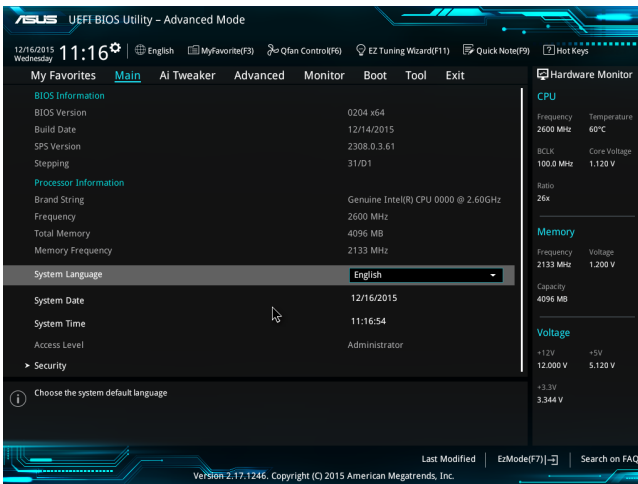 ASUS UEFI BIOS Utility – Advanced Mode
12/16/2015 Wednesday 11:16 English MyFavorite(F3) Qfan Control(F6) EZ Tuning Wizard(F11) Quick Note(F9) Hot Keys
My Favorites Main Ai Tweaker Advanced Monitor Boot Tool Exit
BIOS Information
BIOS Version 0204 x64
Build Date 12/14/2015
SPS Version 2308.0.3.61
Stepping 31/D1
Processor Information
Brand String Genuine Intel(R) CPU 0000 @ 2.60GHz
Frequency 2600 MHz
Total Memory 4096 MB
Memory Frequency 2133 MHz
System Language English
System Date 12/16/2015
System Time 11:16:54
Access Level Administrator
> Security
Choose the system default language
Hardware Monitor
CPU
Frequency Temperature
2600 MHz 60°C
BCLK Core Voltage
100.0 MHz 1.120 V
Ratio
26x
Memory
Frequency Voltage
2133 MHz 1.200 V
Capacity
4096 MB
Voltage
+12V +5V
12.000 V 5.120 V
+3.3V
3.344 V
Last Modified EzMode(F7) Search on FAQ
Version 2.17.1246. Copyright (C) 2015 American Megatrends, Inc.